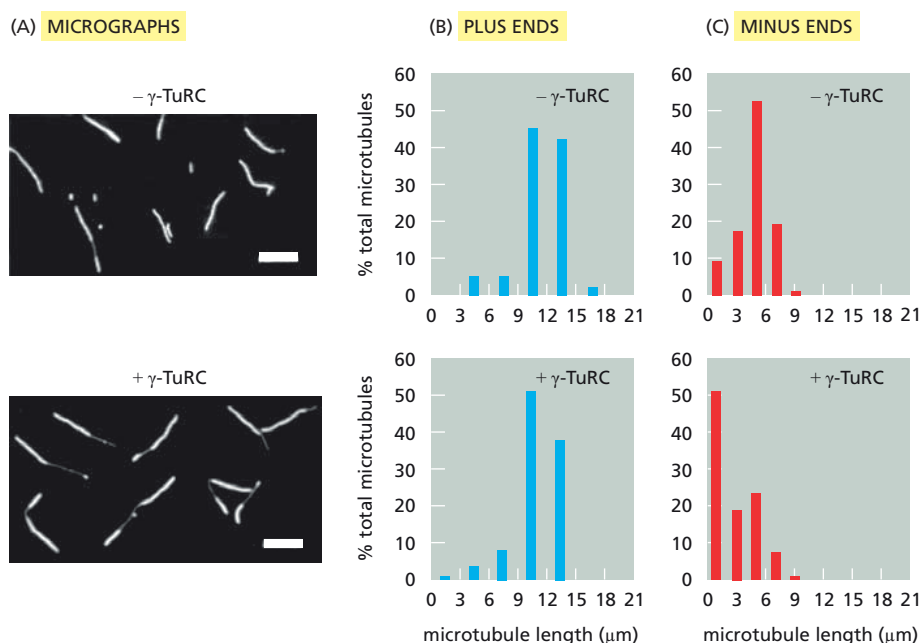 (A) MICROGRAPHS
(B) PLUS ENDS
(C) MINUS ENDS
– γ-TuRC
60
50
40
30
20
10
0
% total microtubules
– γ-TuRC
0 3 6 9 12 15 18 21
60
50
40
30
20
10
0
– γ-TuRC
0 3 6 9 12 15 18 21
+ γ-TuRC
60
50
40
30
20
10
0
% total microtubules
+ γ-TuRC
0 3 6 9 12 15 18 21
microtubule length (μm)
60
50
40
30
20
10
0
+ γ-TuRC
0 3 6 9 12 15 18 21
microtubule length (μm)